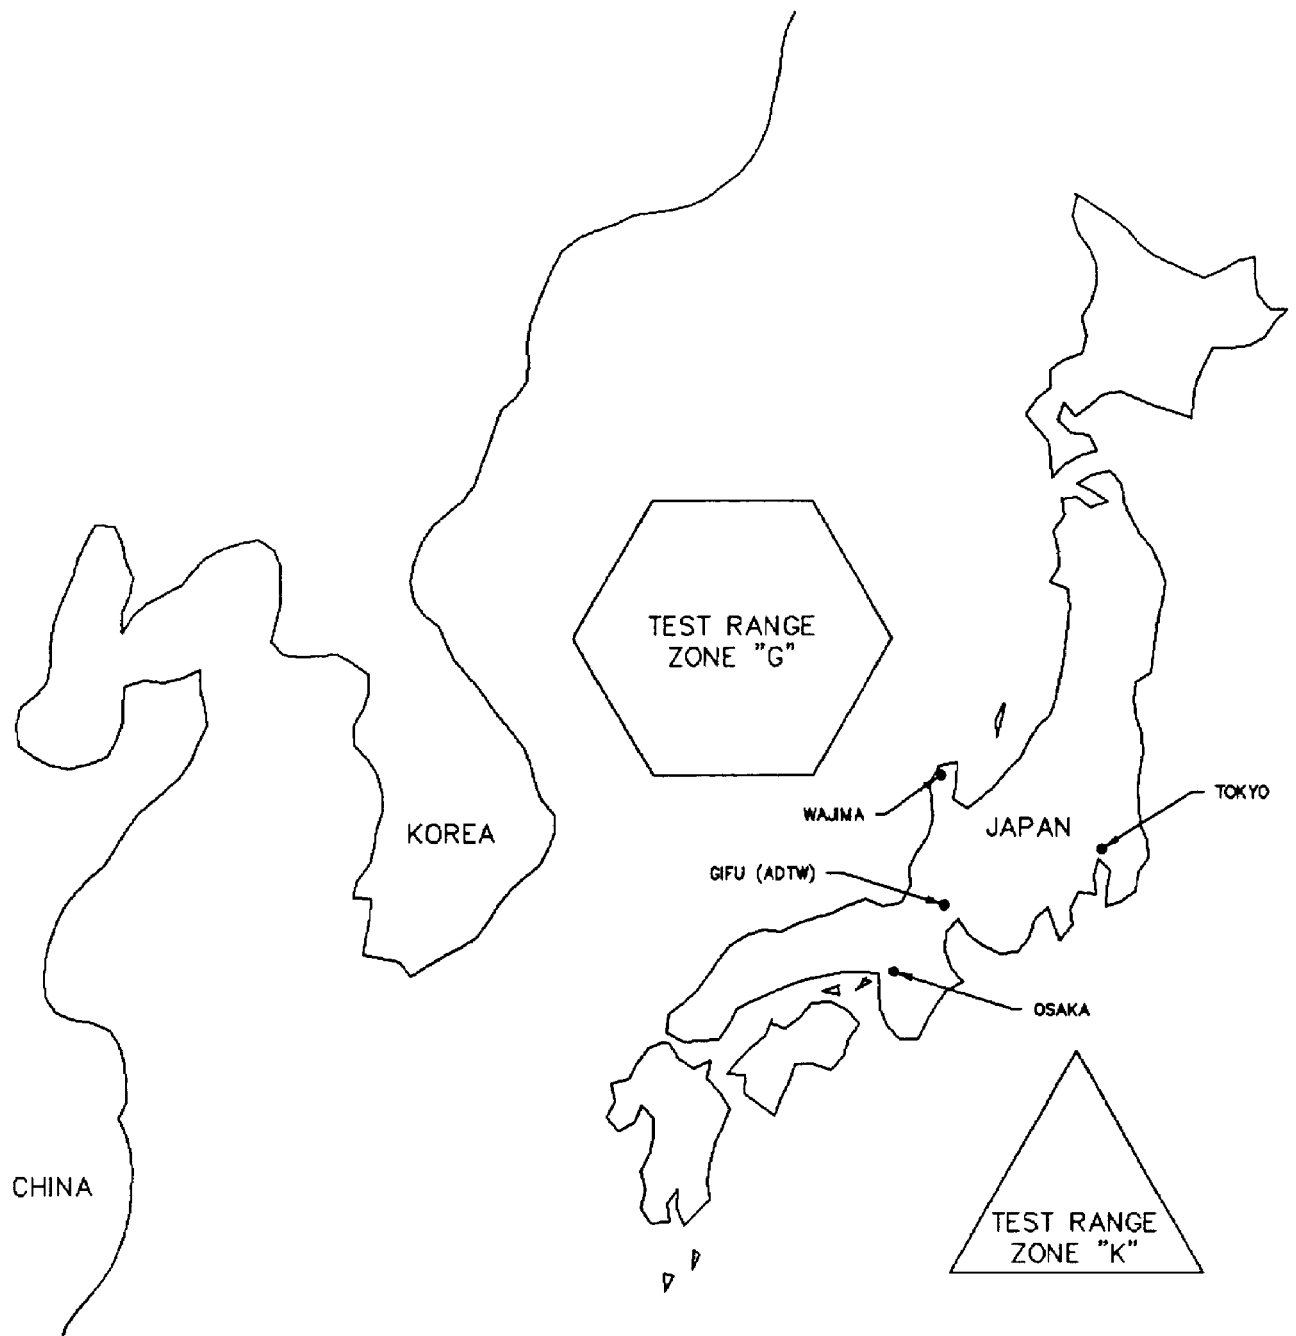 TEST RANGE
ZONE "G"
TOKYO
WAJIMA
JAPAN
KOREA
GIFU (ADTW)
OSAKA
CHINA
TEST RANGE
ZONE "K"